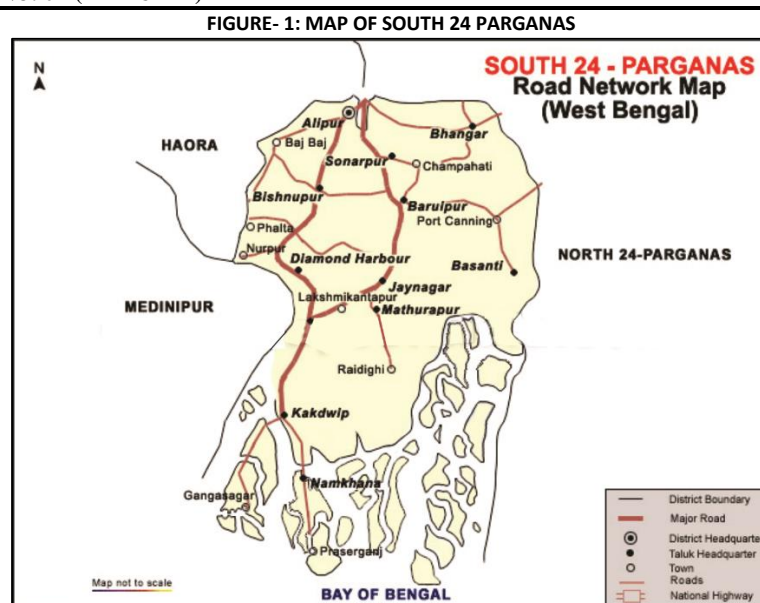 FIGURE- 1: MAP OF SOUTH 24 PARGANAS
N
SOUTH 24 - PARGANAS
Road Network Map
(West Bengal)
HAORA
Alipur
Baj Baj
Bhangar
Sonarpur
Champahati
Bishnupur
Baruipur
Port Canning
Phalta
Nurpur
NORTH 24-PARGANAS
Diamond Harbour
Basanti
MEDINIPUR
Jaynagar
Lakshmikantapur
Mathurapur
Raidighi
Kakdwip
Gangasagar
Namkhana
Praserganj
Map not to scale
BAY OF BENGAL
District Boundary
Major Road
District Headquarte
Taluk Headquarter
Town
Roads
National Highway